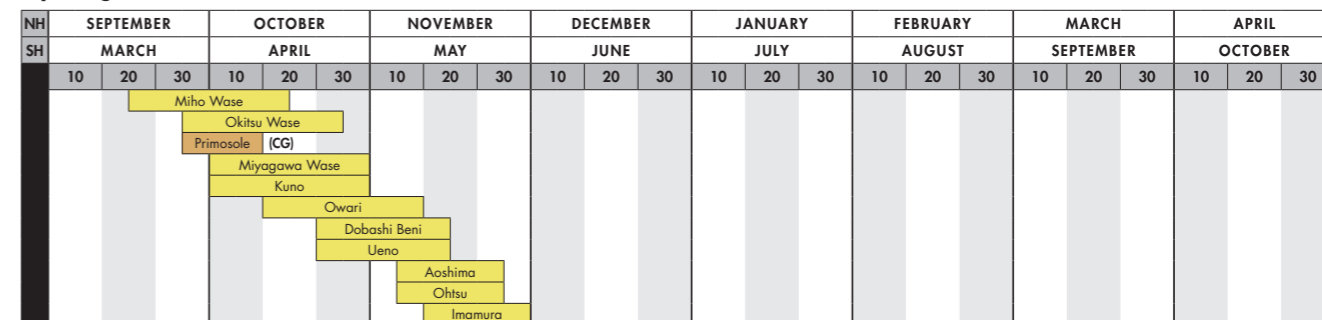 NH SEPTEMBER OCTOBER NOVEMBER DECEMBER JANUARY FEBRUARY MARCH APRIL
SH MARCH APRIL MAY JUNE JULY AUGUST SEPTEMBER OCTOBER
10 20 30 10 20 30 10 20 30 10 20 30 10 20 30 10 20 30 10 20 30 10 20 30
Miho Wase
Okitsu Wase
Primosole (CG)
Miyagawa Wase
Kuno
Owari
Dobashi Beni
Ueno
Aoshima
Ohtsu
Imamura